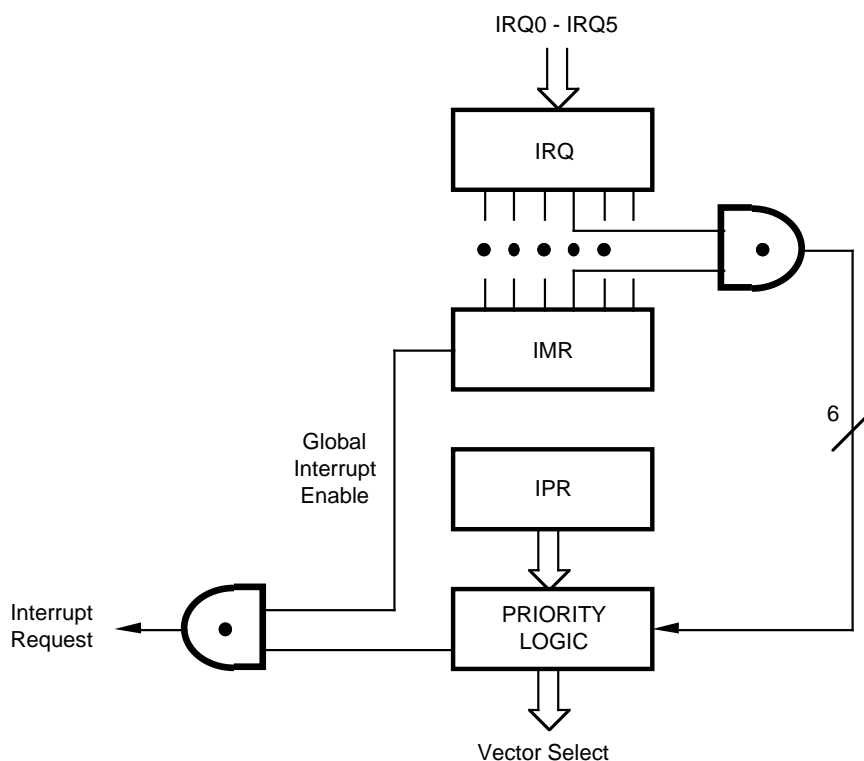 IRQ0 - IRQ5
IRQ
IMR
6
Global
Interrupt
Enable
IPR
Interrupt
Request
PRIORITY
LOGIC
Vector Select